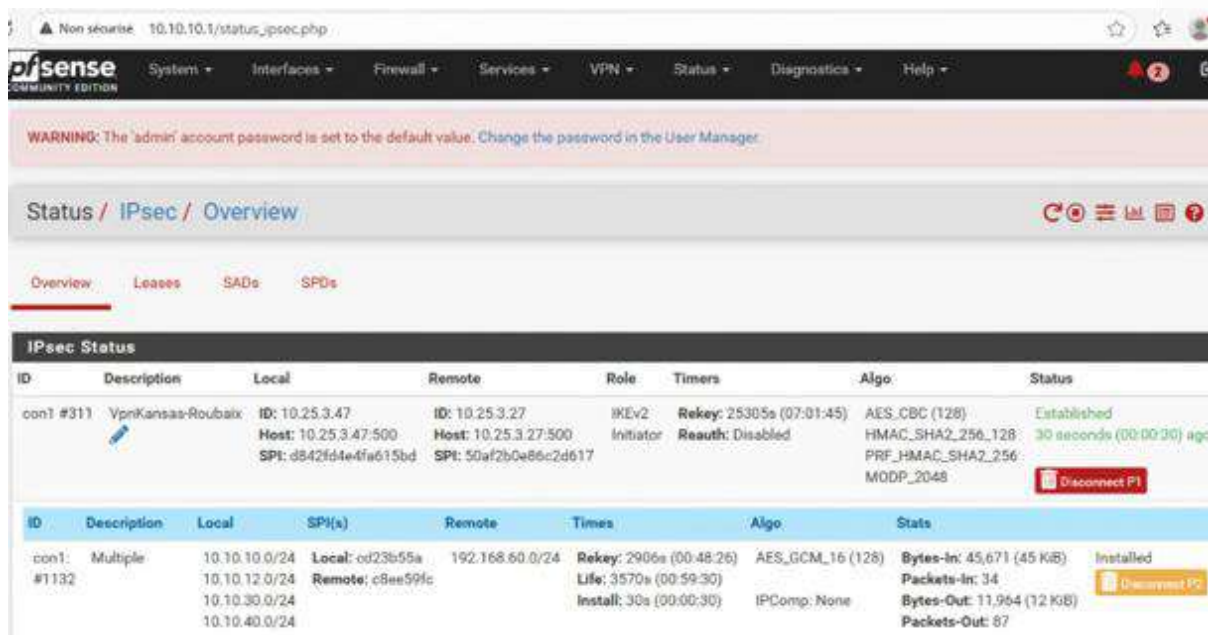 Non sécurisé 10.10.10.1/status_ipsec.php
pfsense System Interfaces Firewall Services VPN Status Diagnostics Help 2
COMMUNITY EDITION
WARNING: The 'admin' account password is set to the default value. Change the password in the User Manager.
Status / IPsec / Overview
Overview Leases SADs SPDs
IPsec Status
ID Description Local Remote Role Timers Algo Status
con1 #311 VpnKansas-Roubaix ID: 10.25.3.47 ID: 10.25.3.27 IKEv2 Rekey: 25305s (07:01:45) AES_CBC (128) Established
Host: 10.25.3.47:500 Host: 10.25.3.27:500 Initiator Reauth: Disabled HMAC_SHA2_256_128 30 seconds (00:00:30) ago
SPI: d842fd4e4fa615bd SPI: 50af2b0e86c2d617 PRF_HMAC_SHA2_256
MODP_2048 Disconnect P1
ID Description Local SPI(s) Remote Times Algo Stats
con1: Multiple 10.10.10.0/24 Local: cd23b55a 192.168.60.0/24 Rekey: 2906s (00:48:26) AES_GCM_16 (128) Bytes-In: 45,671 (45 KiB) Installed
#1132 10.10.12.0/24 Remote: c8ee59fc Life: 3570s (00:59:30) Packets-In: 34 Disconnect P2
10.10.30.0/24 Install: 30s (00:00:30) IPComp: None Bytes-Out: 11,964 (12 KiB)
10.10.40.0/24 Packets-Out: 87